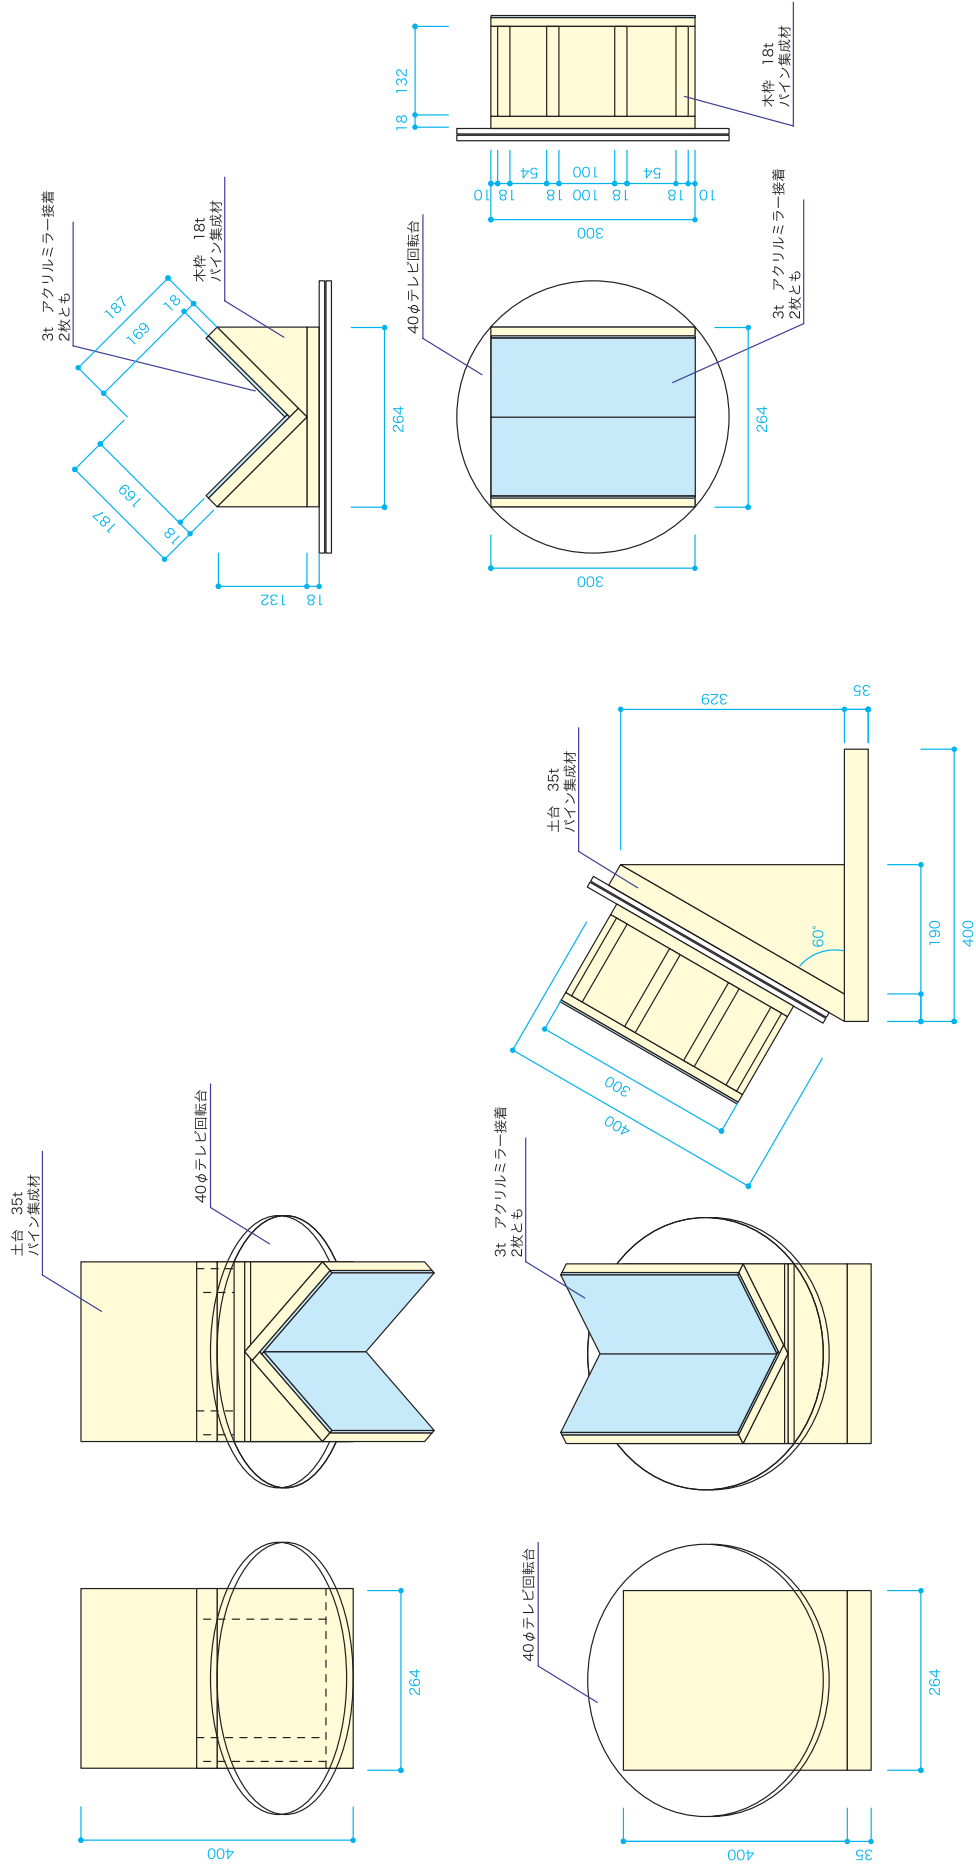 132
18
木枠　18t
パイン集成材
10
18
54
18
100
100
18
54
18
10
300
3t　アクリルミラー接着
2枚とも
木枠　18t
パイン集成材
187
18
169
169
187
18
264
132
18
40φテレビ回転台
3t　アクリルミラー接着
2枚とも
264
300
土台　35t
パイン集成材
329
35
60°
190
400
300
400
土台　35t
パイン集成材
40φテレビ回転台
3t　アクリルミラー接着
2枚とも
264
400
40φテレビ回転台
264
400
35